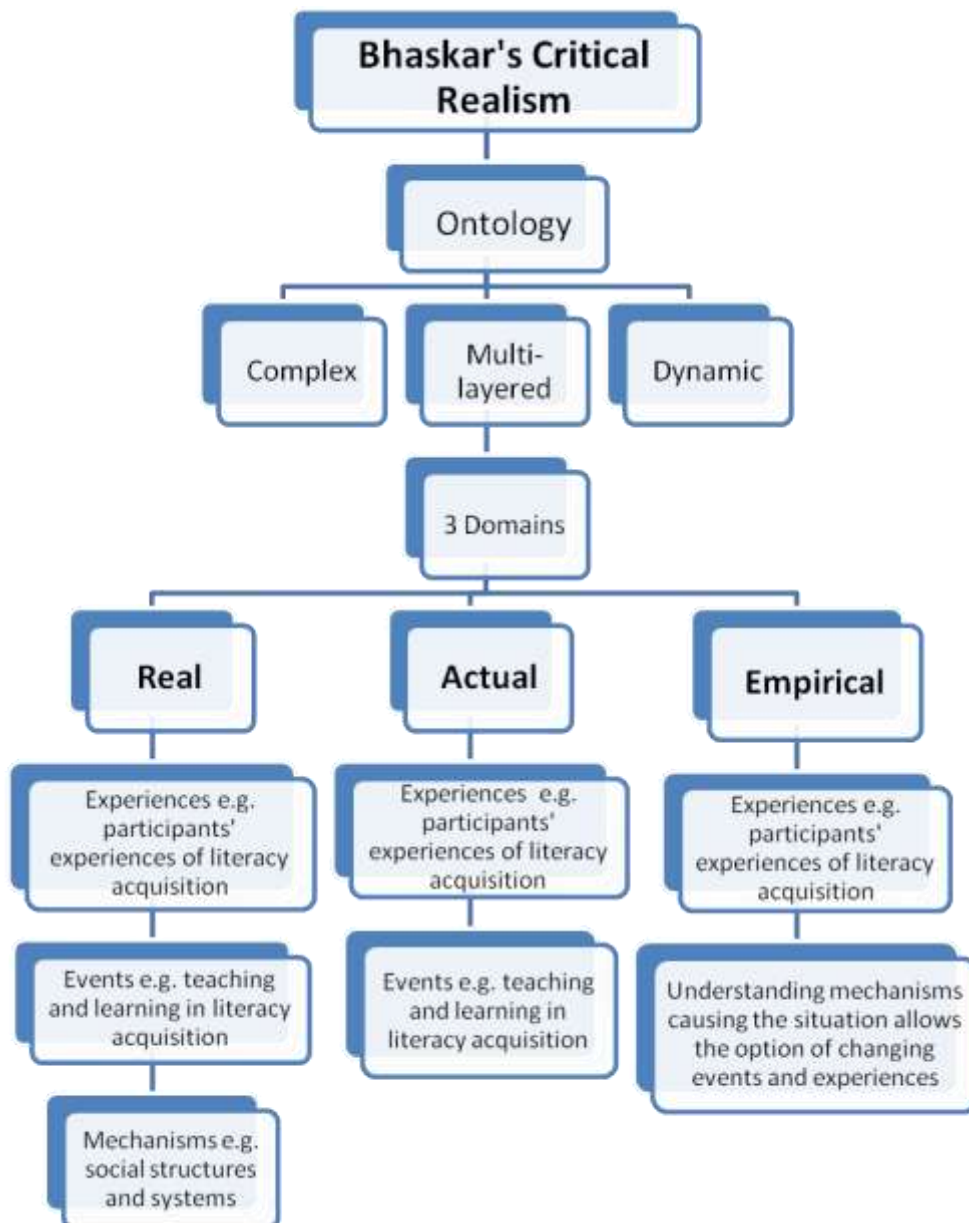 Bhaskar's Critical
Realism
Ontology
Complex
Multi-
layered
Dynamic
3 Domains
Real
Actual
Empirical
Experiences e.g.
participants'
experiences of literacy
acquisition
Experiences e.g.
participants'
experiences of literacy
acquisition
Experiences e.g.
participants'
experiences of literacy
acquisition
Events e.g. teaching
and learning in literacy
acquisition
Events e.g. teaching
and learning in
literacy acquisition
Understanding mechanisms
causing the situation allows
the option of changing
events and experiences
Mechanisms e.g.
social structures
and systems